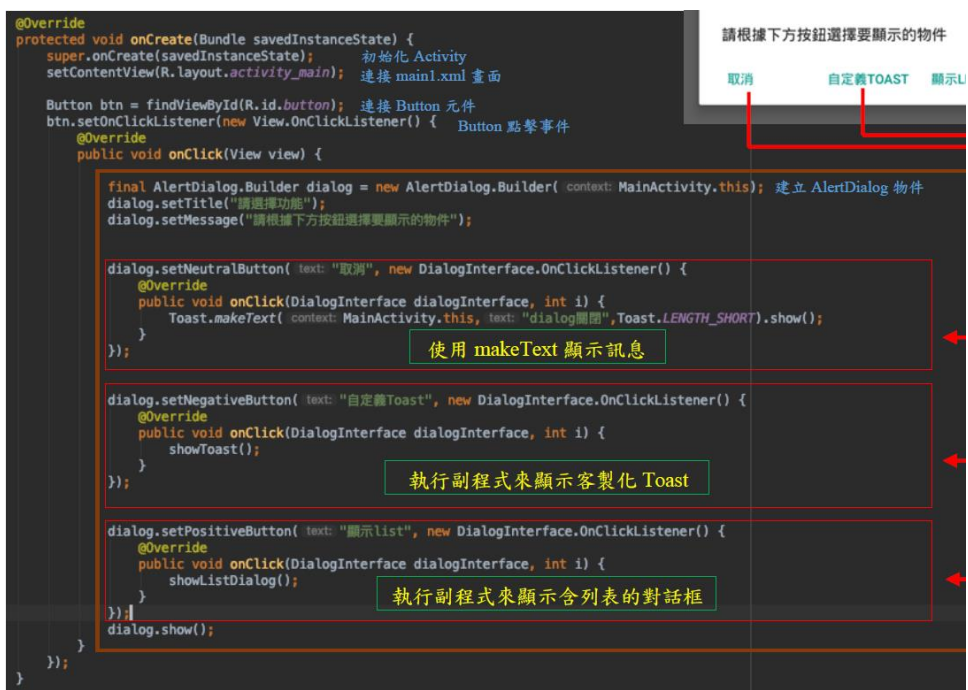 @Override
protected void onCreate(Bundle savedInstanceState) {
super.onCreate(savedInstanceState); 初始化 Activity
setContentView(R.layout.activity_main); 連接 main1.xml 畫面
Button btn = findViewById(R.id.button); 連接 Button 元件
btn.setOnClickListener(new View.OnClickListener() { Button 點擊事件
@Override
public void onClick(View view) {
請根據下方按鈕選擇要顯示的物件
取消 自定義TOAST 顯示LI
final AlertDialog.Builder dialog = new AlertDialog.Builder( context: MainActivity.this); 建立 AlertDialog 物件
dialog.setTitle("請選擇功能");
dialog.setMessage("請根據下方按鈕選擇要顯示的物件");
dialog.setNeutralButton( text: "取消", new DialogInterface.OnClickListener() {
@Override
public void onClick(DialogInterface dialogInterface, int i) {
Toast.makeText( context: MainActivity.this, text: "dialog關閉",Toast.LENGTH_SHORT).show();
}
});
使用 makeText 顯示訊息
dialog.setNegativeButton( text: "自定義Toast", new DialogInterface.OnClickListener() {
@Override
public void onClick(DialogInterface dialogInterface, int i) {
showToast();
}
});
執行副程式來顯示客製化 Toast
dialog.setPositiveButton( text: "顯示list", new DialogInterface.OnClickListener() {
@Override
public void onClick(DialogInterface dialogInterface, int i) {
showListDialog();
}
});
執行副程式來顯示含列表的對話框
dialog.show();
}
});
}